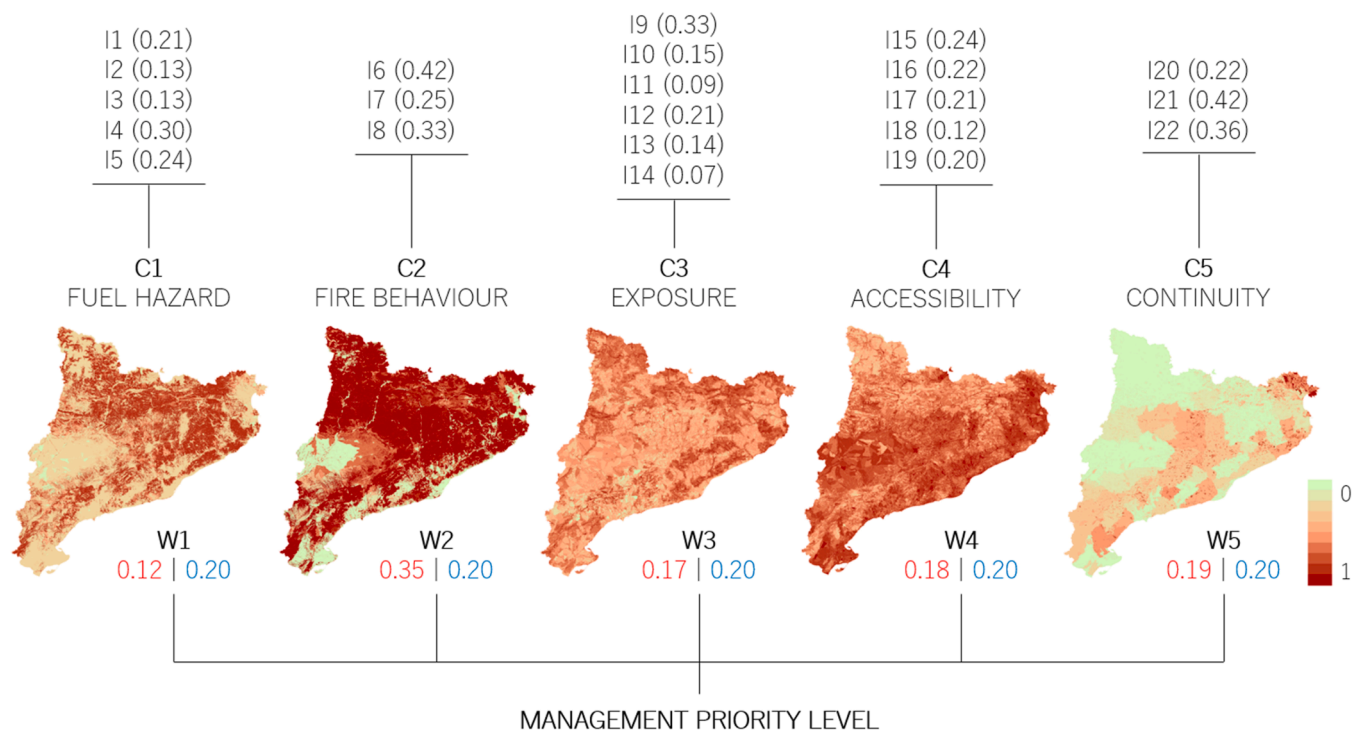 I1 (0.21)
I2 (0.13)
I3 (0.13)
I4 (0.30)
I5 (0.24)
C1
FUEL HAZARD
I6 (0.42)
I7 (0.25)
I8 (0.33)
C2
FIRE BEHAVIOUR
I9 (0.33)
I10 (0.15)
I11 (0.09)
I12 (0.21)
I13 (0.14)
I14 (0.07)
C3
EXPOSURE
I15 (0.24)
I16 (0.22)
I17 (0.21)
I18 (0.12)
I19 (0.20)
C4
ACCESSIBILITY
I20 (0.22)
I21 (0.42)
I22 (0.36)
C5
CONTINUITY
W1
0.12 | 0.20
W2
0.35 | 0.20
W3
0.17 | 0.20
W4
0.18 | 0.20
W5
0.19 | 0.20
0
1
MANAGEMENT PRIORITY LEVEL